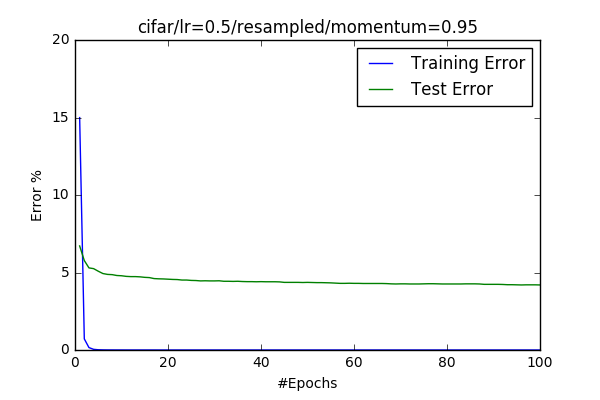 cifar/lr=0.5/resampled/momentum=0.95
20
15
10
5
0
Error %
Training Error
Test Error
0 20 40 60 80 100
#Epochs